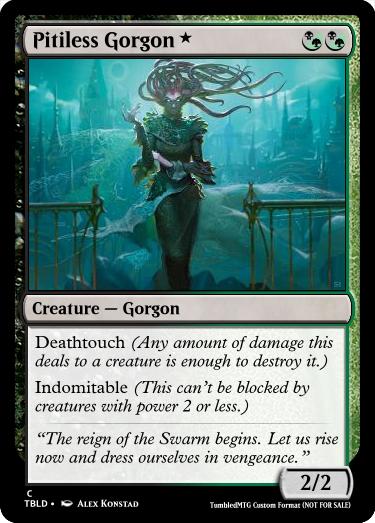 Pitiless Gorgon★
Creature — Gorgon
Deathtouch (Any amount of damage this
deals to a creature is enough to destroy it.)
Indomitable (This can't be blocked by
creatures with power 2 or less.)
“The reign of the Swarm begins. Let us rise
now and dress ourselves in vengeance.”
2/2
C
TBLD • Alex Konstad
TumbledMTG Custom Format (NOT FOR SALE)